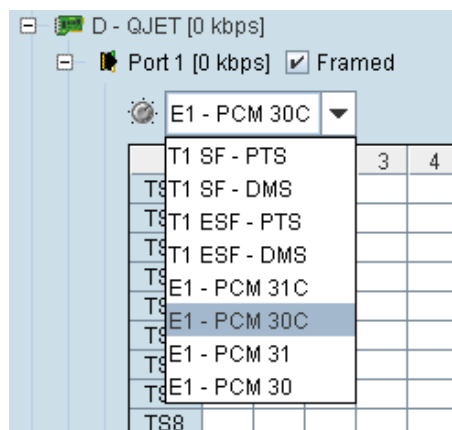 D - QJET [0 kbps]
Port 1 [0 kbps] Framed
E1 - PCM 30C
3 4
T1 SF - PTS
T1 SF - DMS
T1 ESF - PTS
T1 ESF - DMS
E1 - PCM 31C
E1 - PCM 30C
E1 - PCM 31
E1 - PCM 30
TS8